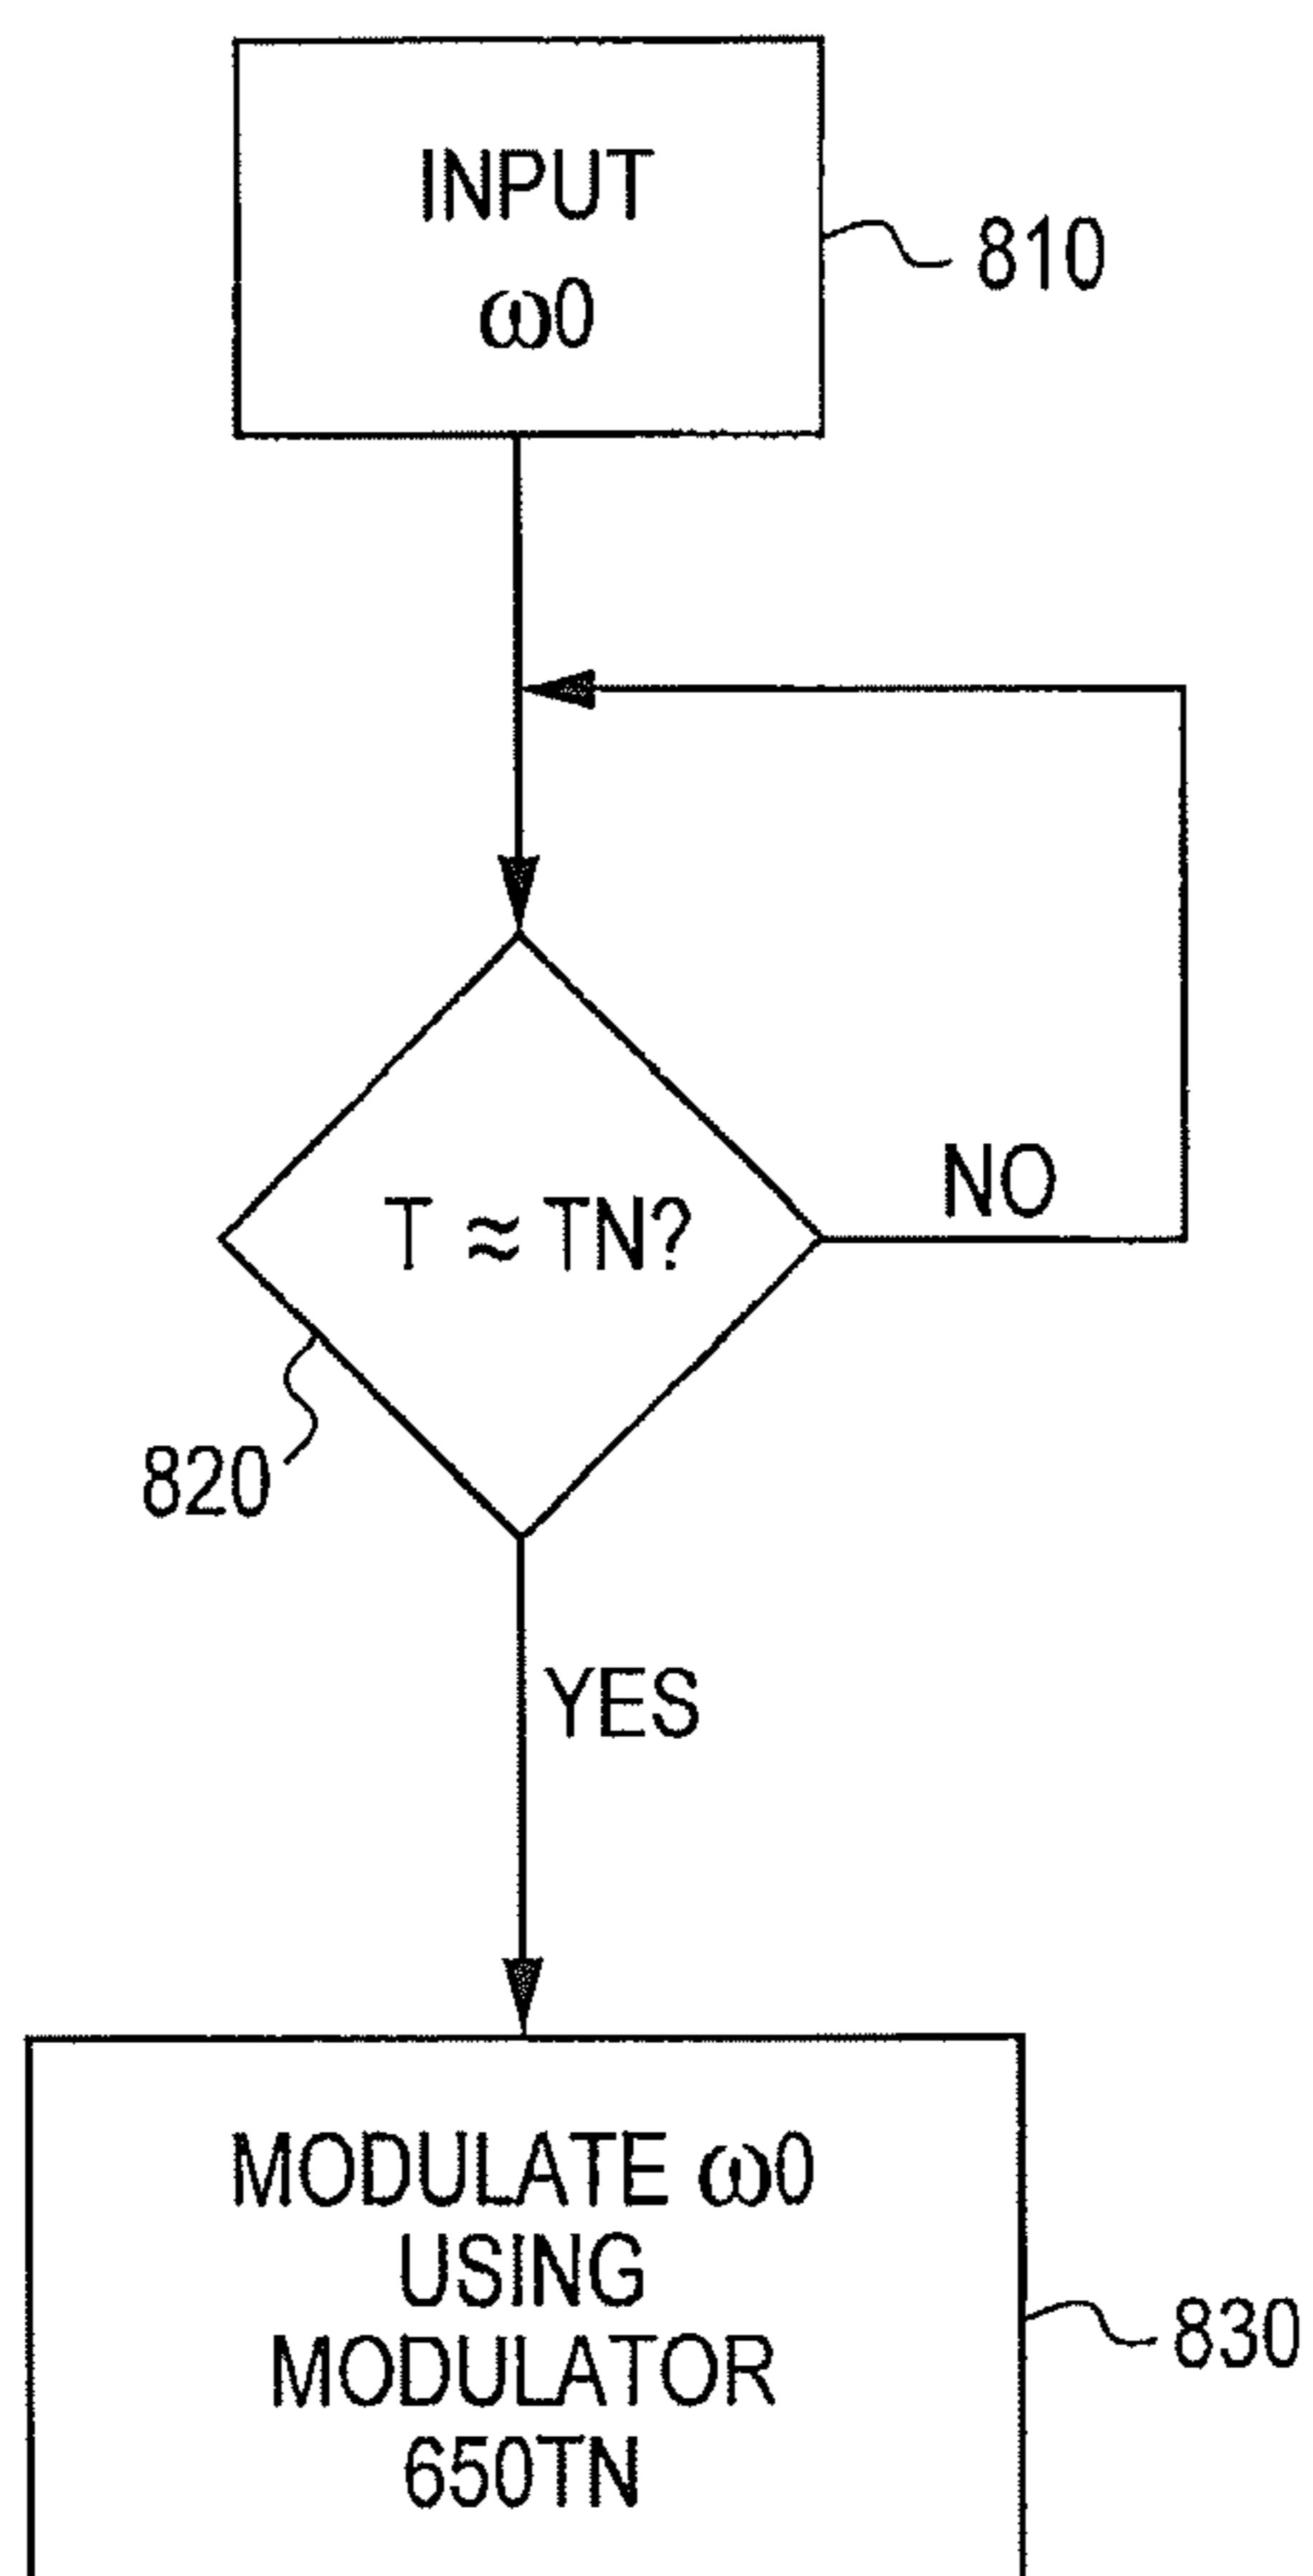 INPUT
ω0
810
T ≈ TN?
NO
820
YES
MODULATE ω0
USING
MODULATOR
650TN
830